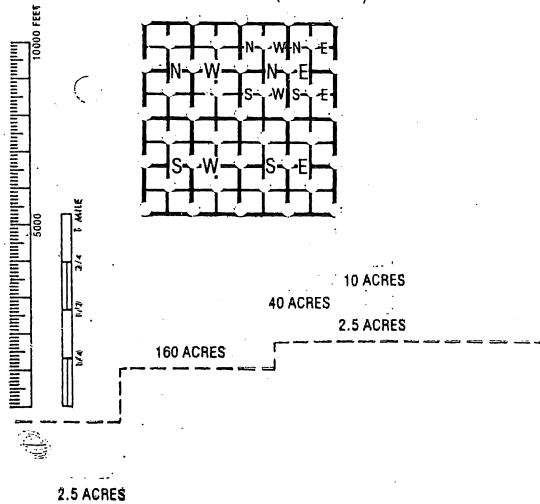 10000 FEET
5000
1 MILE
3/4
1/2
1/4
N W N E
N W N E
S W S E
S W S E
10 ACRES
40 ACRES
2.5 ACRES
160 ACRES
2.5 ACRES